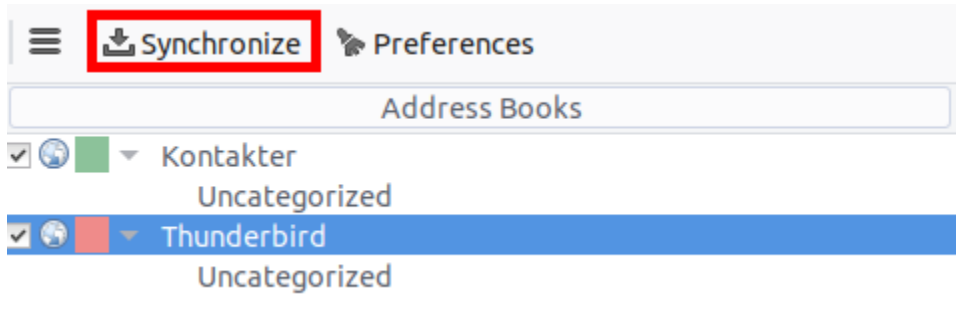 Synchronize Preferences
Address Books
Kontakter
Uncategorized
Thunderbird
Uncategorized